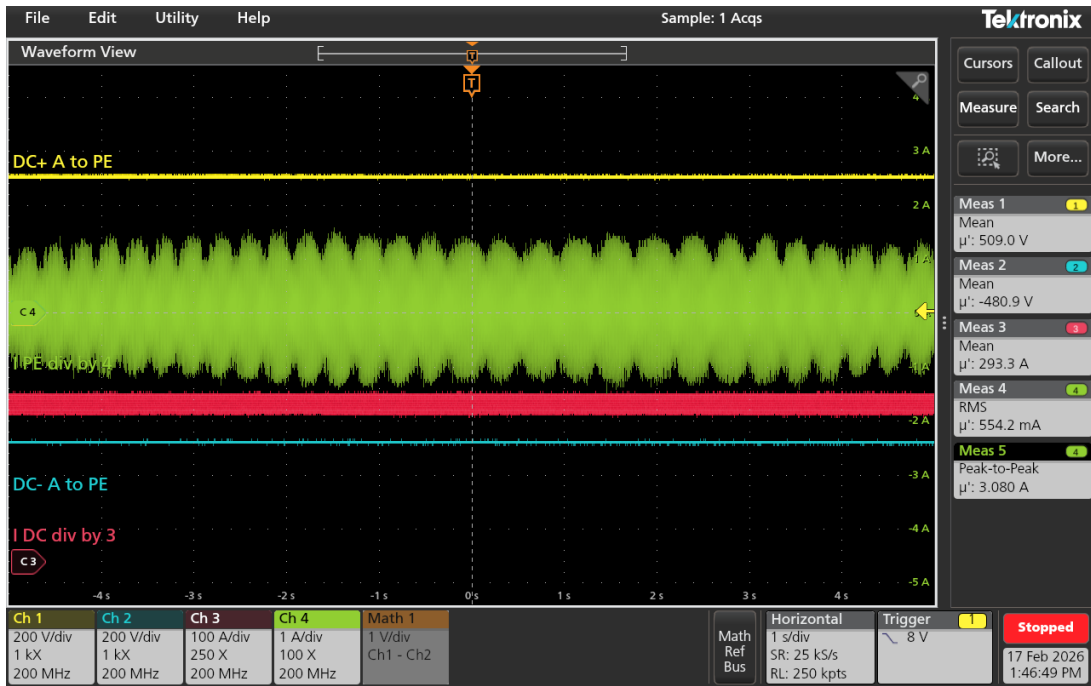 File Edit Utility Help Sample: 1 Acqs Tektronix
Waveform View
T
T
Cursors Callout
Measure Search
More...
4
DC+ A to PE
3 A
2 A
1 A
C 4
I PE div by 4
-2 A
DC- A to PE
-3 A
I DC div by 3
-4 A
C 3
-5 A
-4 s -3 s -2 s -1 s 0 s 1 s 2 s 3 s 4 s
Meas 1 1
Mean
µ': 509.0 V
Meas 2 2
Mean
µ': -480.9 V
Meas 3 3
Mean
µ': 293.3 A
Meas 4 4
RMS
µ': 554.2 mA
Meas 5 4
Peak-to-Peak
µ': 3.080 A
Ch 1
200 V/div
1 kX
200 MHz
Ch 2
200 V/div
1 kX
200 MHz
Ch 3
100 A/div
250 X
200 MHz
Ch 4
1 A/div
100 X
200 MHz
Math 1
1 V/div
Ch1 - Ch2
Math
Ref
Bus
Horizontal
1 s/div
SR: 25 kS/s
RL: 250 kpts
Trigger 1
8 V
Stopped
17 Feb 2026
1:46:49 PM